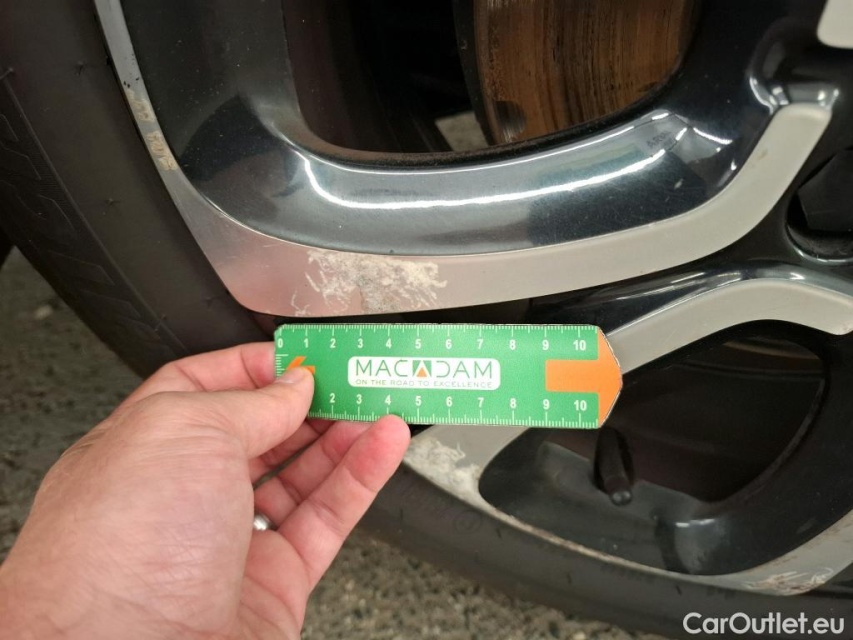 0 1 2 3 4 5 6 7 8 9 10
MACADAM
ON THE ROAD TO EXCELLENCE
2 3 4 5 6 7 8 9 10
CarOutlet.eu